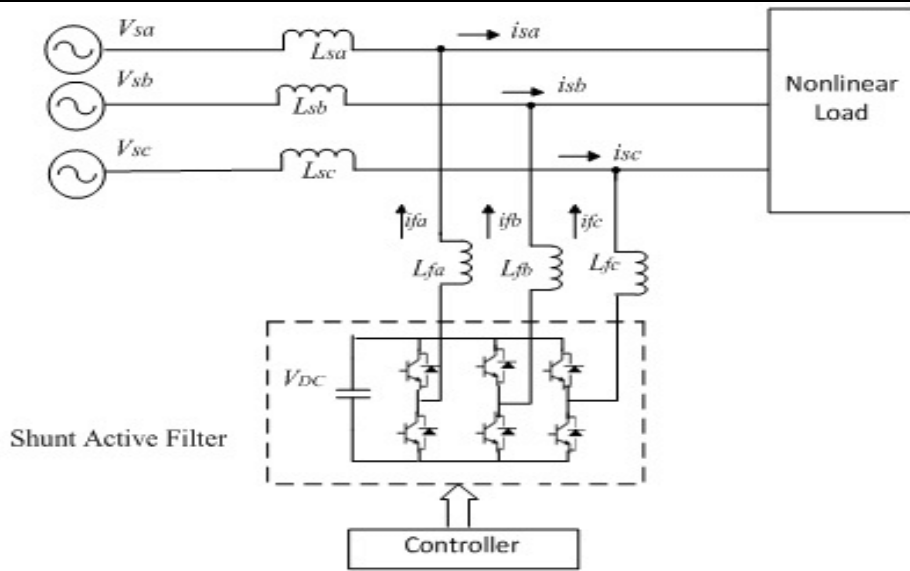 Vsa
Lsa
isa
Vsb
Lsb
isb
Vsc
Lsc
isc
Nonlinear
Load
ifa
ifb
ifc
Lfa
Lfb
Lfc
VDC
Shunt Active Filter
Controller